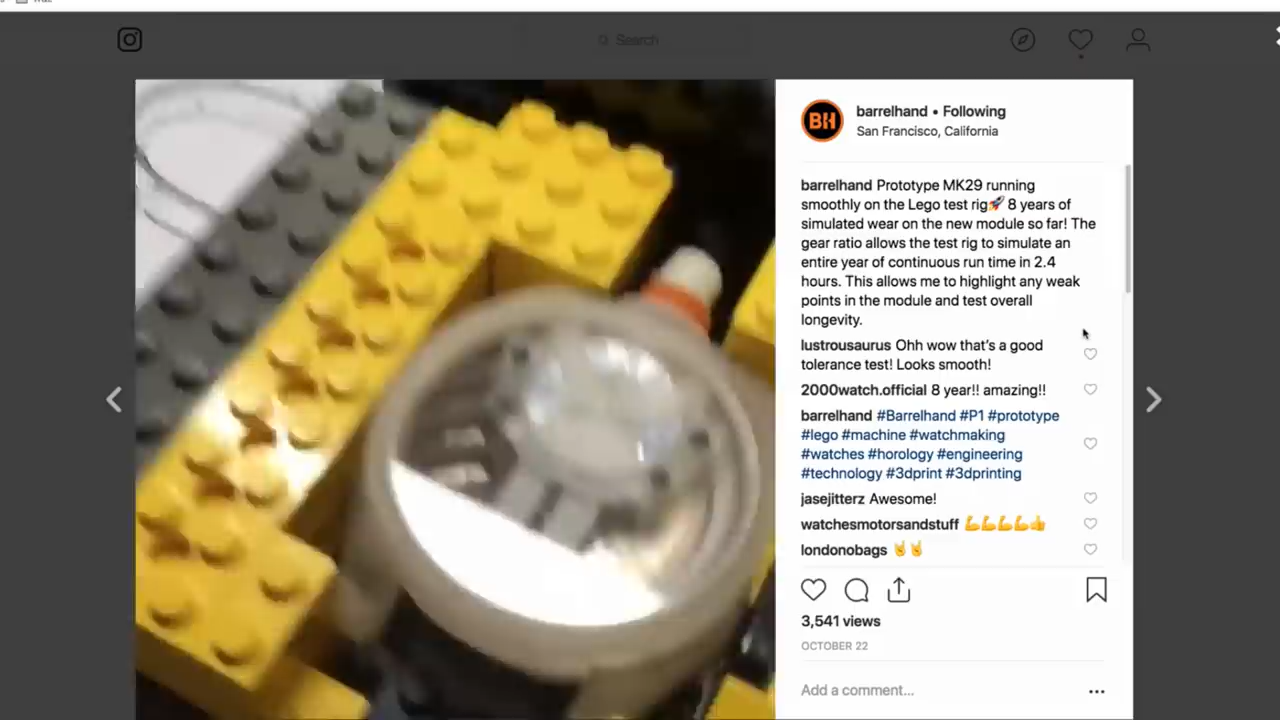 Search
BH
barrelhand • Following
San Francisco, California
barrelhand Prototype MK29 running
smoothly on the Lego test rig🚀 8 years of
simulated wear on the new module so far! The
gear ratio allows the test rig to simulate an
entire year of continuous run time in 2.4
hours. This allows me to highlight any weak
points in the module and test overall
longevity.
lustrousaurus Ohh wow that's a good
tolerance test! Looks smooth!
2000watch.official 8 year!! amazing!!
barrelhand #Barrelhand #P1 #prototype
#lego #machine #watchmaking
#watches #horology #engineering
#technology #3dprint #3dprinting
jasejitterz Awesome!
watchesmotorsandstuff 💪💪💪💪👍
londonobags 🤘🤘
3,541 views
OCTOBER 22
Add a comment...